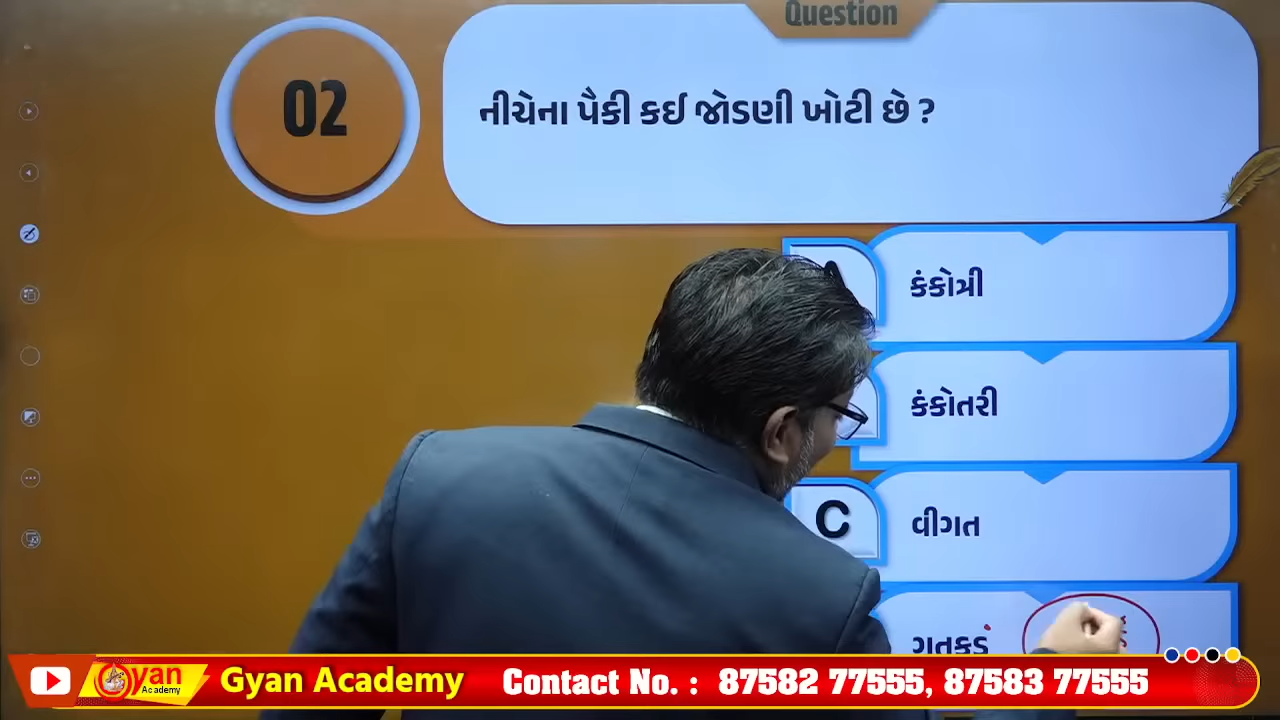 Question
02
નીચેના પૈકી કઈ જોડણી ખોટી છે ?
કંકોત્રી
કંકોતરી
C
વીગત
ગતકડું
Gyan
Academy
Gyan Academy
Contact No. : 87582 77555, 87583 77555